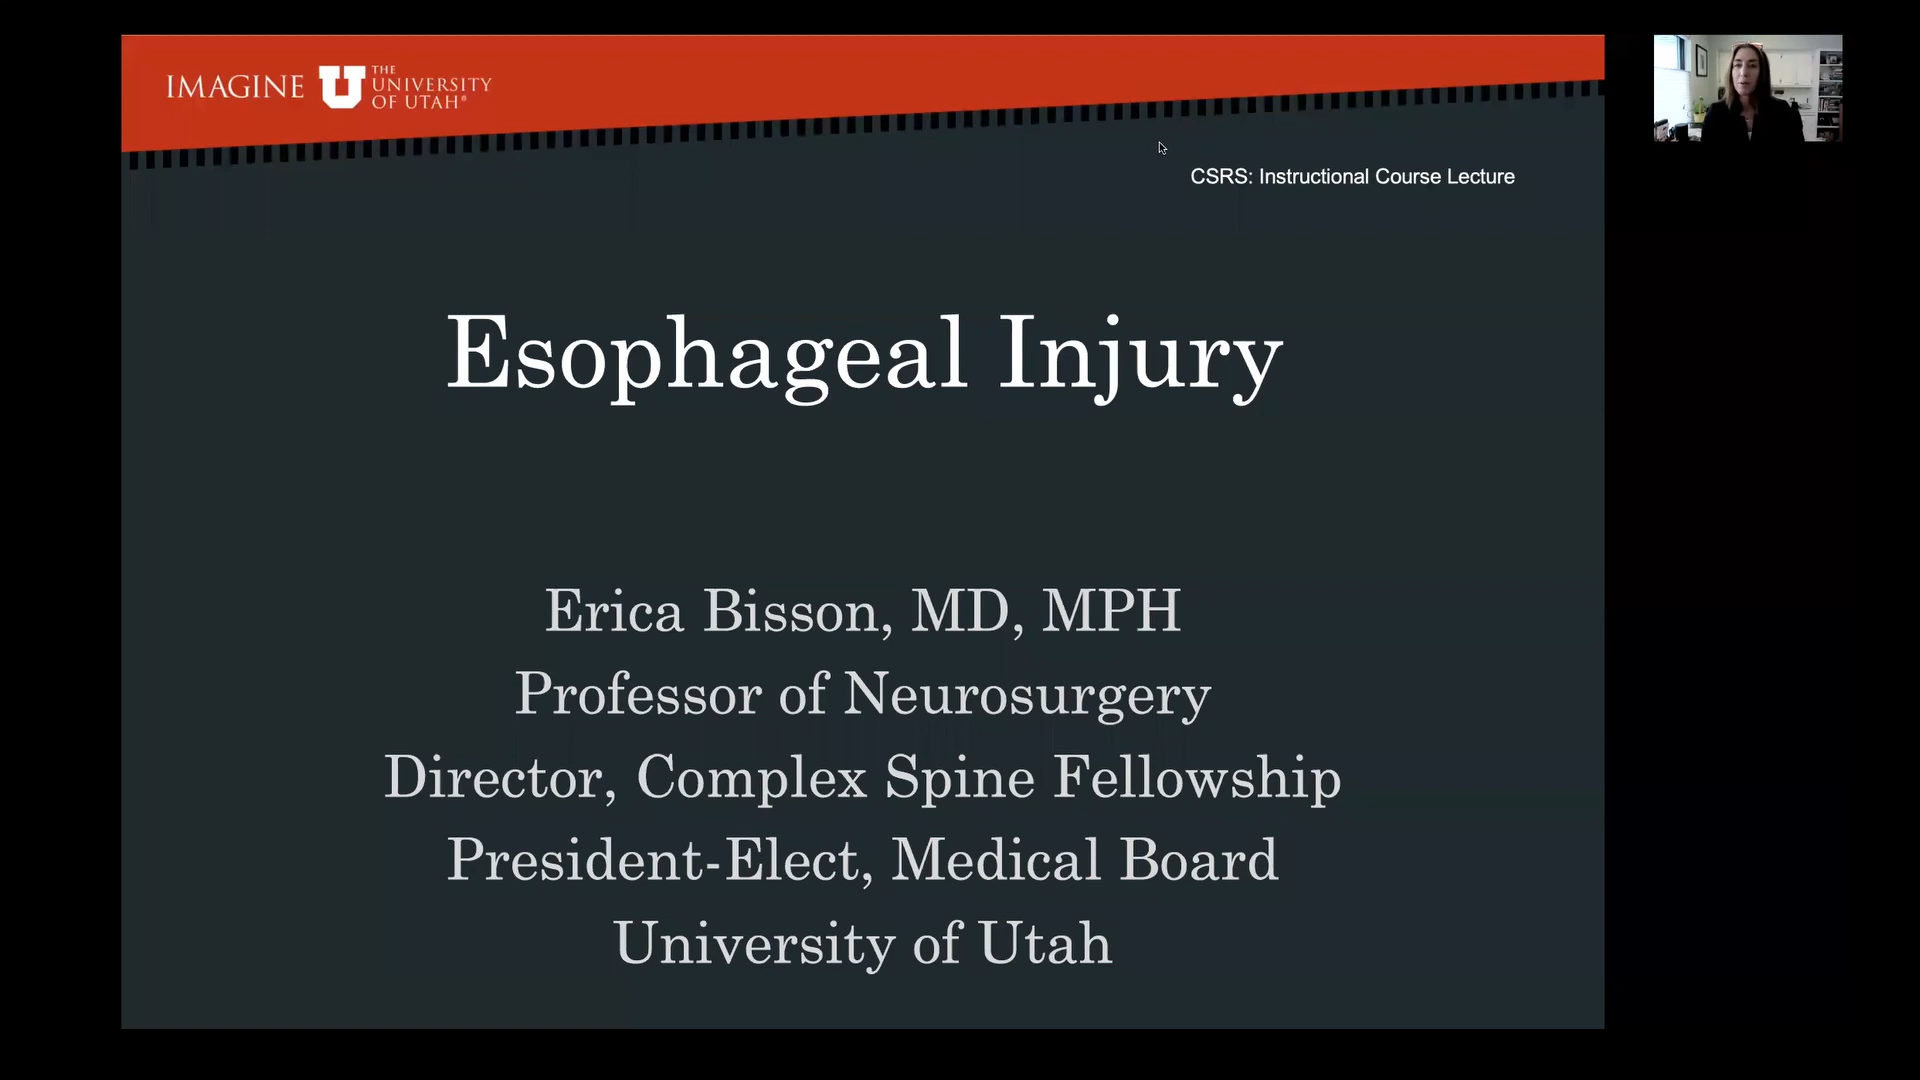 IMAGINE U THE UNIVERSITY OF UTAH®
CSRS: Instructional Course Lecture
Esophageal Injury
Erica Bisson, MD, MPH
Professor of Neurosurgery
Director, Complex Spine Fellowship
President-Elect, Medical Board
University of Utah